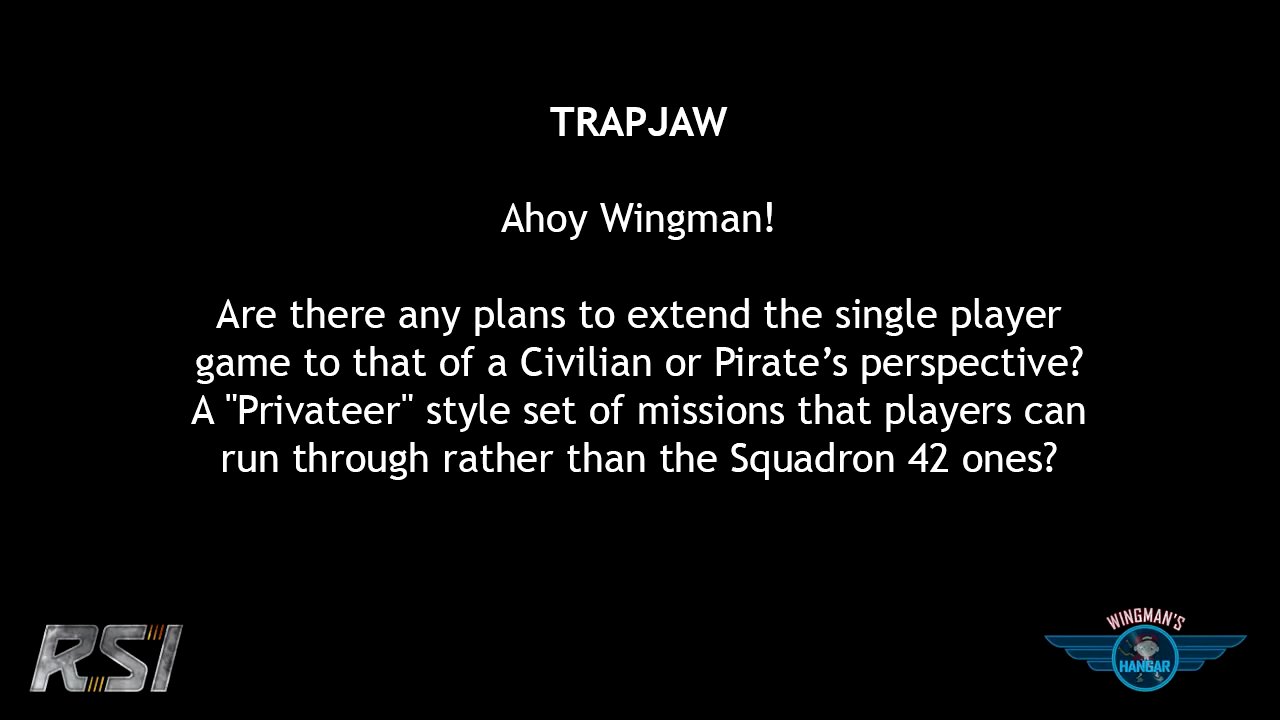 TRAPJAW
Ahoy Wingman!
Are there any plans to extend the single player
game to that of a Civilian or Pirate’s perspective?
A "Privateer" style set of missions that players can
run through rather than the Squadron 42 ones?
RSI
WINGMAN'S
HANGAR